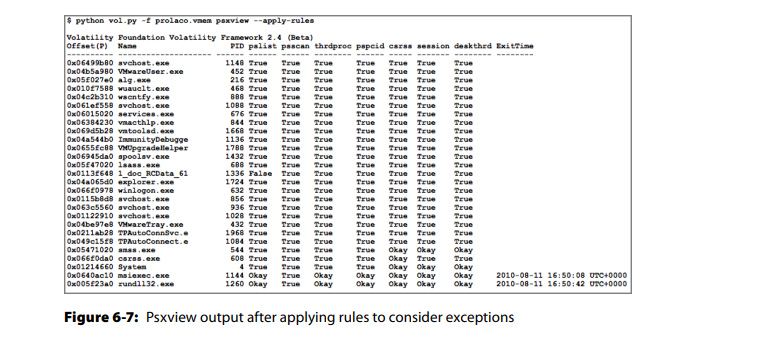 $ python vol.py -f prolaco.vmem psxview --apply-rules
Volatility Foundation Volatility Framework 2.4 (Beta)
Offset(P) Name PID pslist psscan thrdproc pspcid csrss session deskthrd ExitTime
---------- -------------------- ------ ------ ------ -------- ------ ----- ------- -------- --------
0x06499b80 svchost.exe 1148 True True True True True True True
0x04b5a980 VMwareUser.exe 452 True True True True True True True
0x05f027e0 alg.exe 216 True True True True True True True
0x010f7588 wuauclt.exe 468 True True True True True True True
0x04c2b310 wscntfy.exe 888 True True True True True True True
0x061ef558 svchost.exe 1088 True True True True True True True
0x06015020 services.exe 676 True True True True True True True
0x06384230 vmacthlp.exe 844 True True True True True True True
0x069d5b28 vmtoolsd.exe 1668 True True True True True True True
0x04a544b0 ImmunityDebugge 1136 True True True True True True True
0x0655fc88 VMUpgradeHelper 1788 True True True True True True True
0x06945da0 spoolsv.exe 1432 True True True True True True True
0x05f47020 lsass.exe 688 True True True True True True True
0x0113f648 1_doc_RCData_61 1336 False True True True True True True
0x04a065d0 explorer.exe 1724 True True True True True True True
0x066f0978 winlogon.exe 632 True True True True True True True
0x0115b8d8 svchost.exe 856 True True True True True True True
0x063c5560 svchost.exe 936 True True True True True True True
0x01122910 svchost.exe 1028 True True True True True True True
0x04be97e8 VMwareTray.exe 432 True True True True True True True
0x0211ab28 TPAutoConnSvc.e 1968 True True True True True True True
0x049c15f8 TPAutoConnect.e 1084 True True True True True True True
0x05471020 smss.exe 544 True True True True Okay Okay Okay
0x066f0da0 csrss.exe 608 True True True True Okay True True
0x01214660 System 4 True True True True Okay Okay Okay
0x0640ac10 msiexec.exe 1144 Okay True Okay Okay Okay Okay Okay 2010-08-11 16:50:08 UTC+0000
0x005f23a0 rundll32.exe 1260 Okay True Okay Okay Okay Okay Okay 2010-08-11 16:50:42 UTC+0000
Figure 6-7: Psxview output after applying rules to consider exceptions